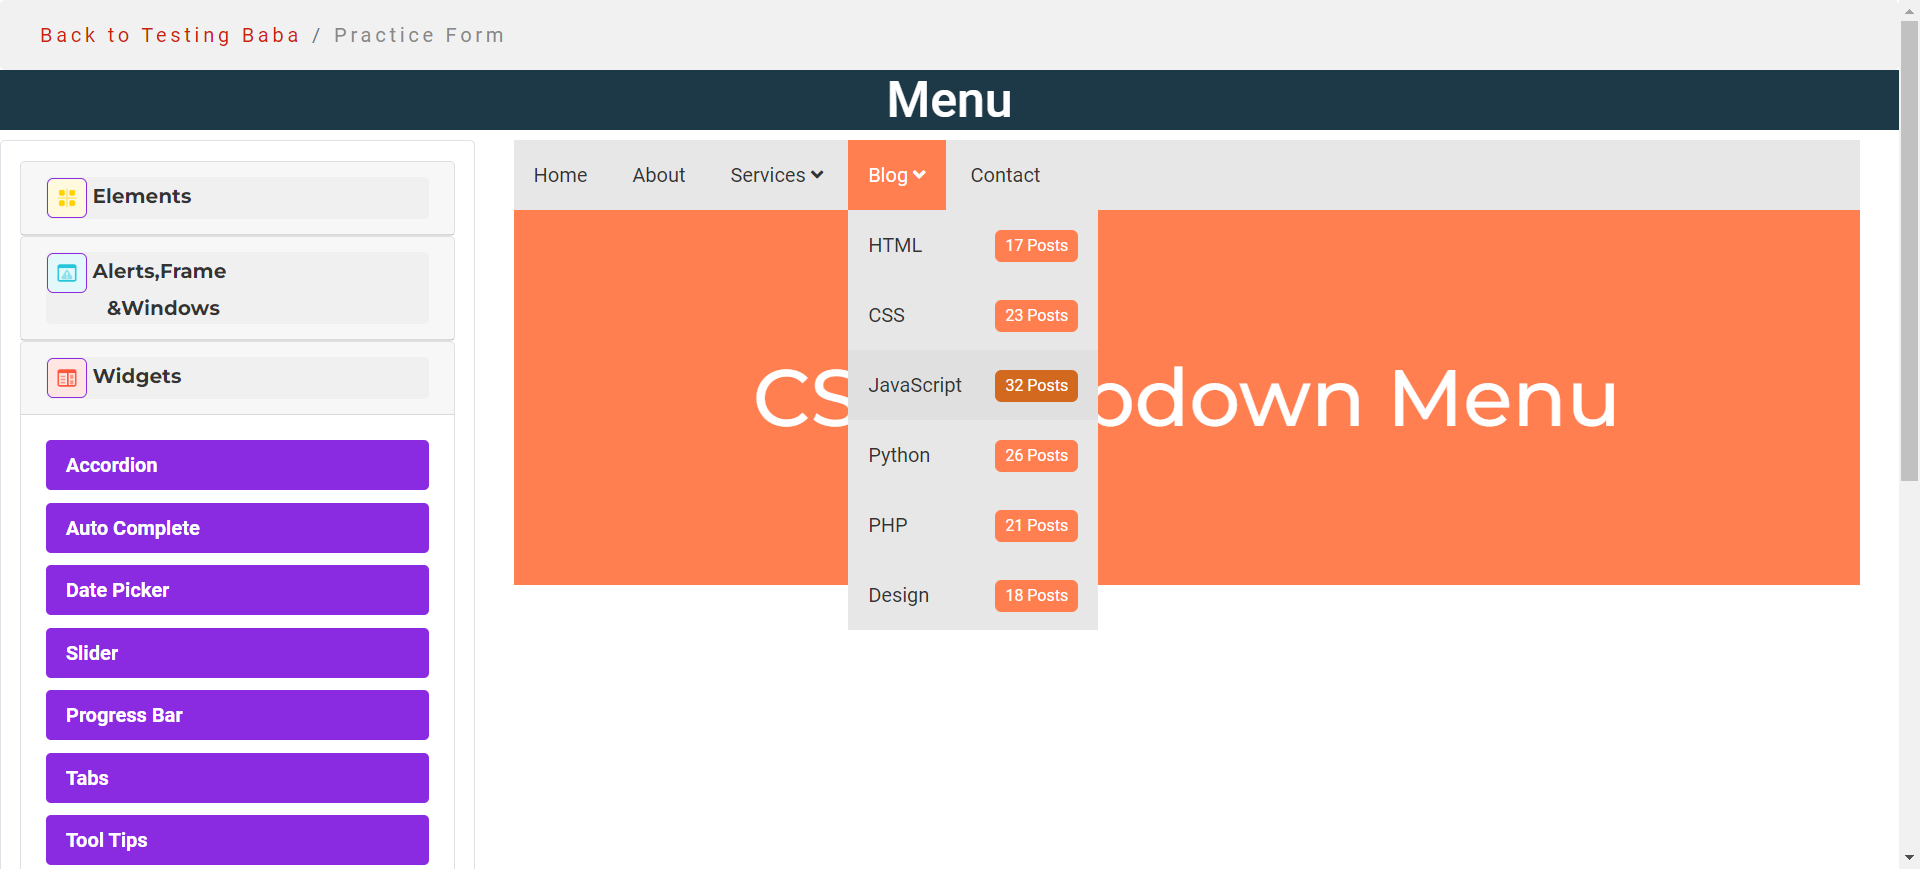 Back to Testing Baba / Practice Form
Menu
Home About Services Blog Contact
Elements
Alerts,Frame
&Windows
Widgets
Accordion
Auto Complete
Date Picker
Slider
Progress Bar
Tabs
Tool Tips
HTML 17 Posts
CSS 23 Posts
JavaScript 32 Posts
Python 26 Posts
PHP 21 Posts
Design 18 Posts
CS pdown Menu